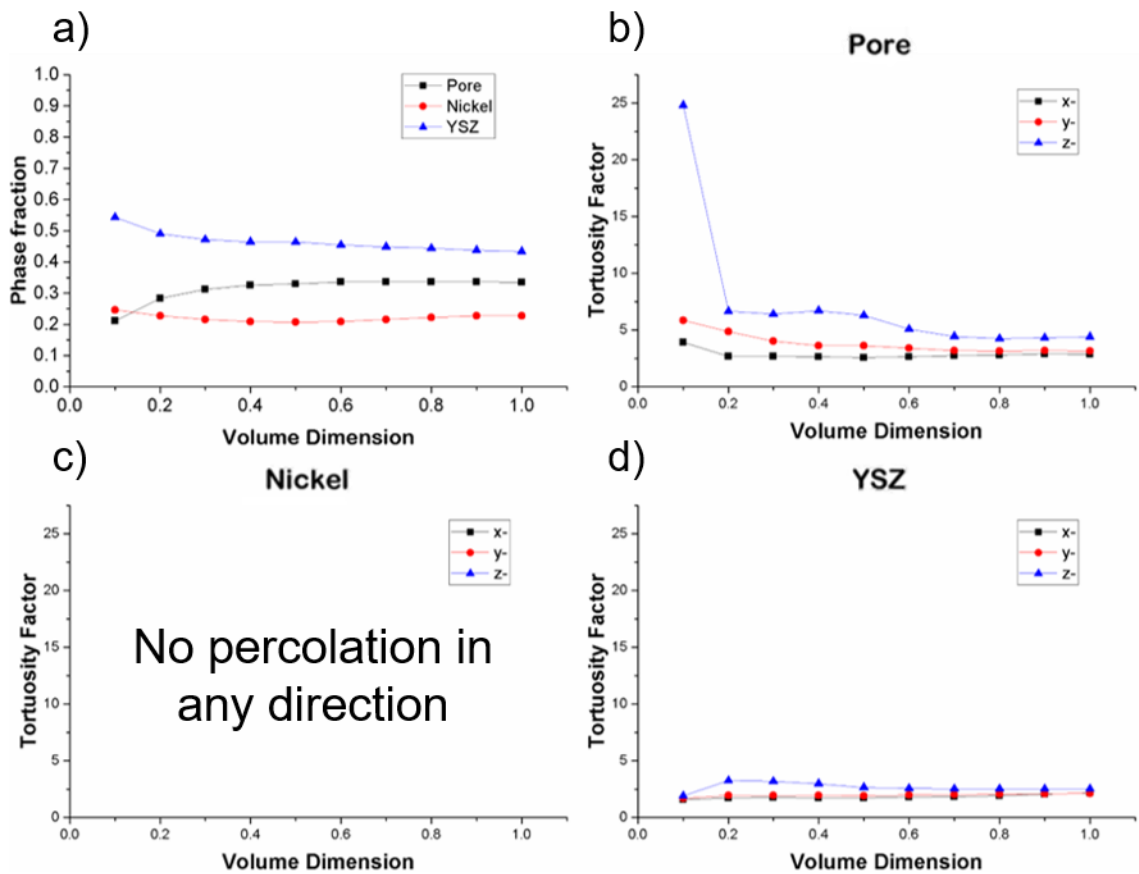 a)
Phase fraction
1.0
0.9
0.8
0.7
0.6
0.5
0.4
0.3
0.2
0.1
0.0
Pore
Nickel
YSZ
0.0 0.2 0.4 0.6 0.8 1.0
Volume Dimension
b)
Pore
Tortuosity Factor
25
20
15
10
5
0
x-
y-
z-
0.0 0.2 0.4 0.6 0.8 1.0
Volume Dimension
c)
Nickel
Tortuosity Factor
25
20
15
10
5
0
x-
y-
z-
No percolation in
any direction
0.0 0.2 0.4 0.6 0.8 1.0
Volume Dimension
d)
YSZ
Tortuosity Factor
25
20
15
10
5
0
x-
y-
z-
0.0 0.2 0.4 0.6 0.8 1.0
Volume Dimension